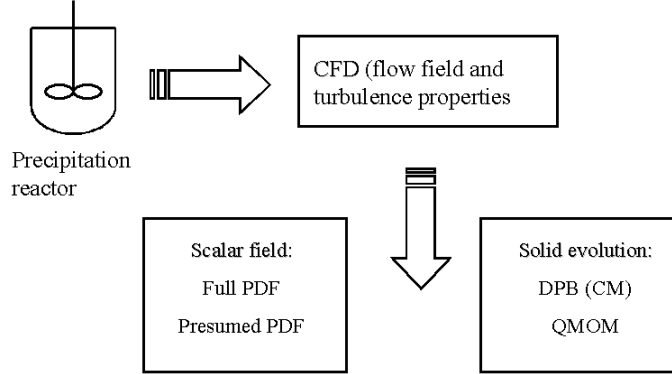 CFD (flow field and
turbulence properties
Precipitation
reactor
Scalar field:
Full PDF
Presumed PDF
Solid evolution:
DPB (CM)
QMOM